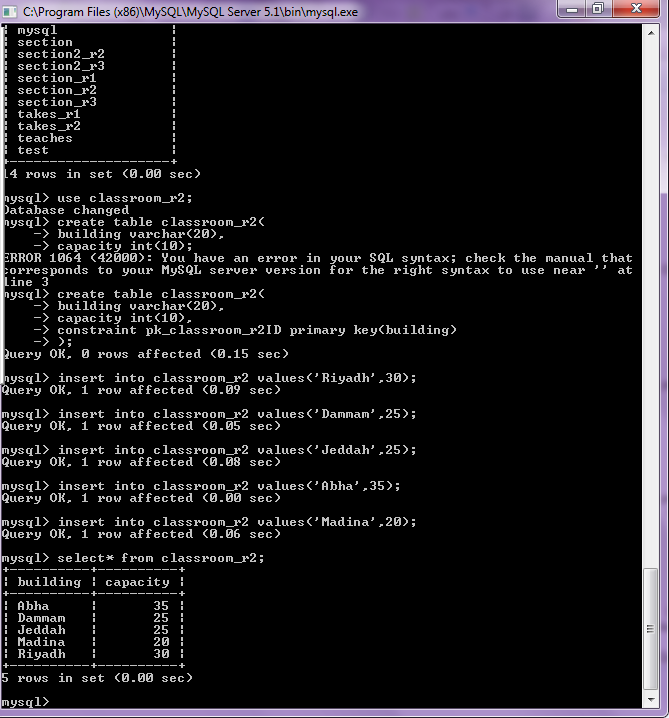 C:\Program Files (x86)\MySQL\MySQL Server 5.1\bin\mysql.exe
| mysql |
| section |
| section2_r2 |
| section2_r3 |
| section_r1 |
| section_r2 |
| section_r3 |
| takes_r1 |
| takes_r2 |
| teaches |
| test |
+--------------------+
14 rows in set (0.00 sec)
mysql> use classroom_r2;
Database changed
mysql> create table classroom_r2(
-> building varchar(20),
-> capacity int(10);
ERROR 1064 (42000): You have an error in your SQL syntax; check the manual that
corresponds to your MySQL server version for the right syntax to use near '' at
line 3
mysql> create table classroom_r2(
-> building varchar(20),
-> capacity int(10),
-> constraint pk_classroom_r2ID primary key(building)
-> );
Query OK, 0 rows affected (0.15 sec)
mysql> insert into classroom_r2 values('Riyadh',30);
Query OK, 1 row affected (0.09 sec)
mysql> insert into classroom_r2 values('Dammam',25);
Query OK, 1 row affected (0.05 sec)
mysql> insert into classroom_r2 values('Jeddah',25);
Query OK, 1 row affected (0.08 sec)
mysql> insert into classroom_r2 values('Abha',35);
Query OK, 1 row affected (0.00 sec)
mysql> insert into classroom_r2 values('Madina',20);
Query OK, 1 row affected (0.06 sec)
mysql> select* from classroom_r2;
+----------+----------+
| building | capacity |
+----------+----------+
| Abha | 35 |
| Dammam | 25 |
| Jeddah | 25 |
| Madina | 20 |
| Riyadh | 30 |
+----------+----------+
5 rows in set (0.00 sec)
mysql>